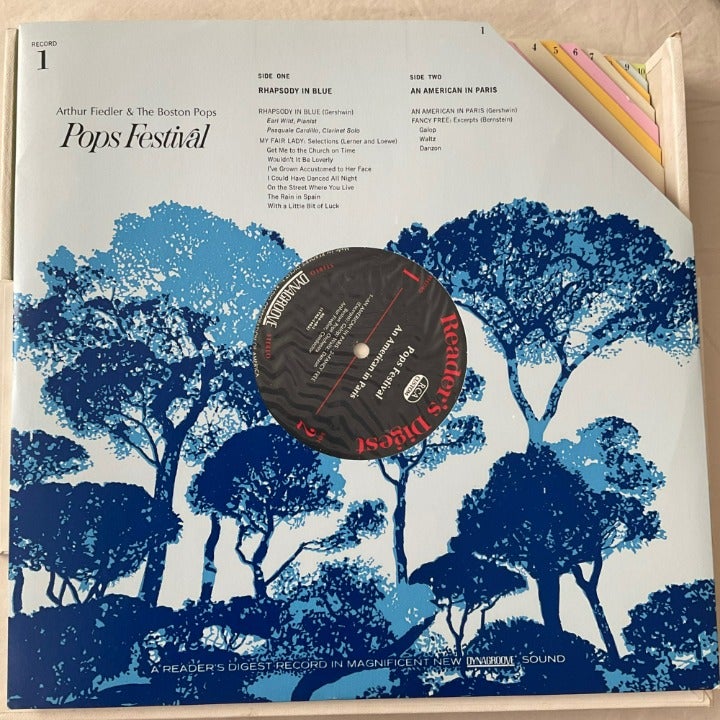 RECORD
1
1
4
5
6
7
9
10
SIDE ONE
RHAPSODY IN BLUE
RHAPSODY IN BLUE (Gershwin)
Earl Wild, Pianist
Pasquale Cardillo, Clarinet Solo
MY FAIR LADY: Selections (Lerner and Loewe)
Get Me to the Church on Time
Wouldn't It Be Loverly
I've Grown Accustomed to Her Face
I Could Have Danced All Night
On the Street Where You Live
The Rain in Spain
With a Little Bit of Luck
SIDE TWO
AN AMERICAN IN PARIS
AN AMERICAN IN PARIS (Gershwin)
FANCY FREE: Excerpts (Bernstein)
Galop
Waltz
Danzon
Arthur Fiedler & The Boston Pops
Pops Festival
Reader's Digest
RCA
CUSTOM
Pops Festival
An American in Paris
DYNAGROOVE
STEREO
1
2
A READER'S DIGEST RECORD IN MAGNIFICENT NEW DYNAGROOVE SOUND